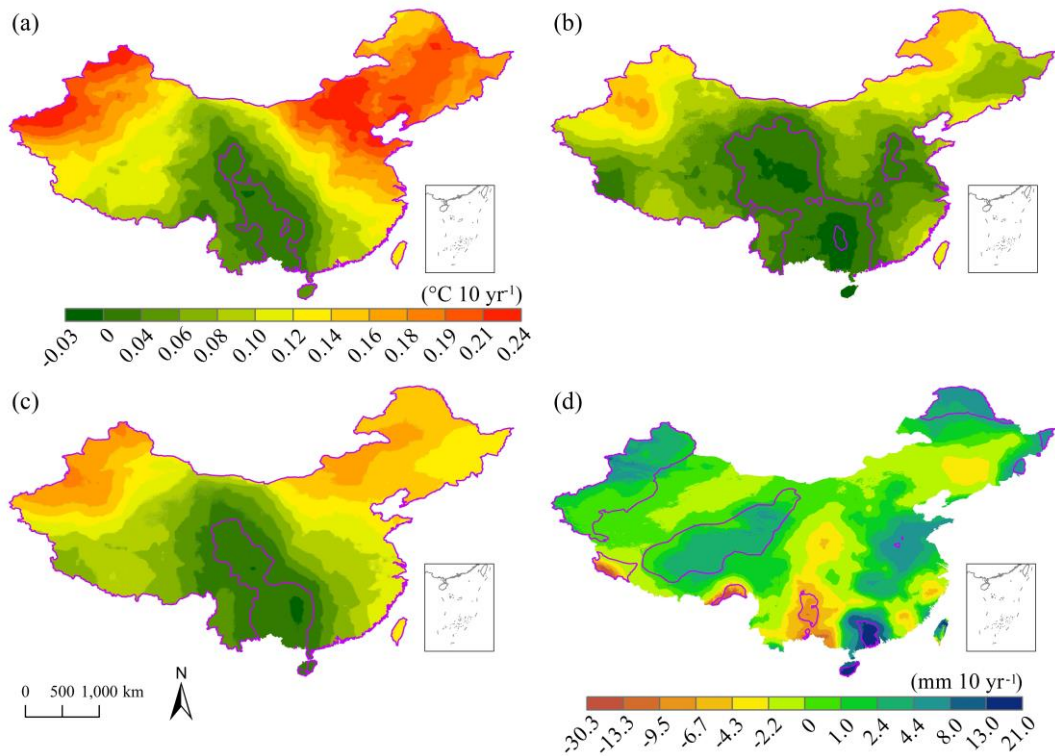 (a)
(b)
(°C 10 yr⁻¹)
-0.03 0 0.04 0.06 0.08 0.10 0.12 0.14 0.16 0.18 0.19 0.21 0.24
(c)
(d)
N
0 500 1,000 km
(mm 10 yr⁻¹)
-30.3 -13.3 -9.5 -6.7 -4.3 -2.2 0 1.0 2.4 4.4 8.0 13.0 21.0